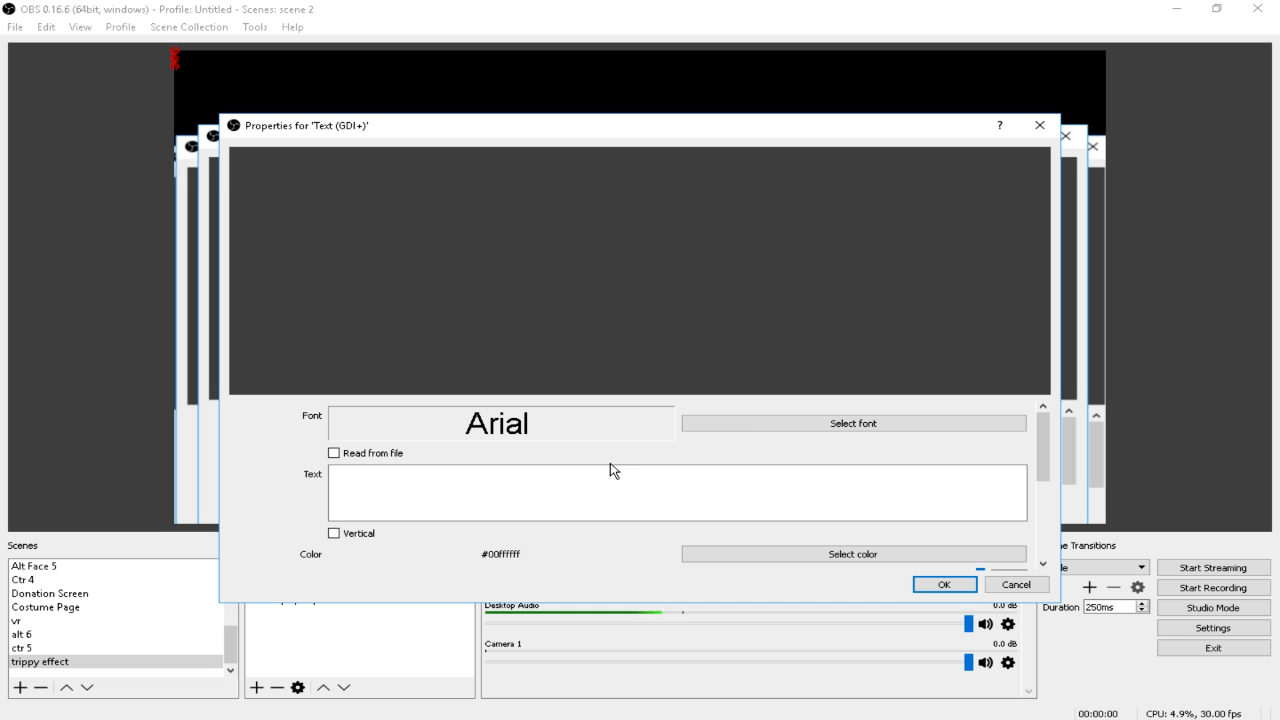 OBS 0.16.6 (64bit, windows) - Profile: Untitled - Scenes: scene 2
File Edit View Profile Scene Collection Tools Help
Properties for 'Text (GDI+)'
?
Font
Arial
Select font
Read from file
Text
Vertical
Color
#00ffffff
Select color
OK
Cancel
Scenes
Alt Face 5
Ctr 4
Donation Screen
Costume Page
vr
alt 6
ctr 5
trippy effect
Desktop Audio
0.0 dB
Camera 1
0.0 dB
Transitions
Duration 250ms
Start Streaming
Start Recording
Studio Mode
Settings
Exit
00:00:00
CPU: 4.9%, 30.00 fps